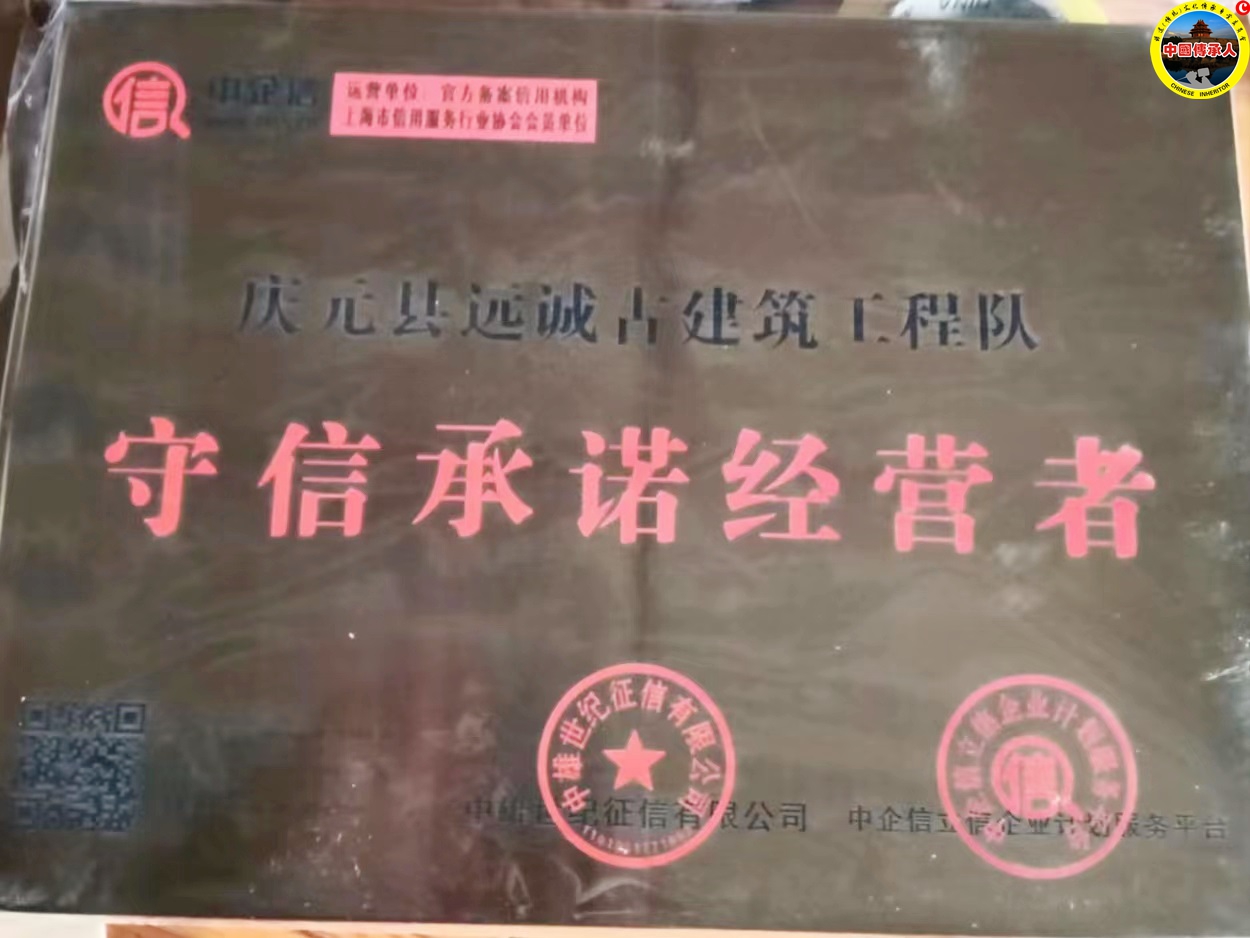 信 中企信
运营单位：官方备案信用机构
上海市信用服务行业协会会员单位
中國傳承人
CHINESE INHERITOR
庆元县远诚古建筑工程队
守信承诺经营者
中雄世纪征信有限公司
信
中雄世纪征信有限公司
中企信立信企业计划服务平台